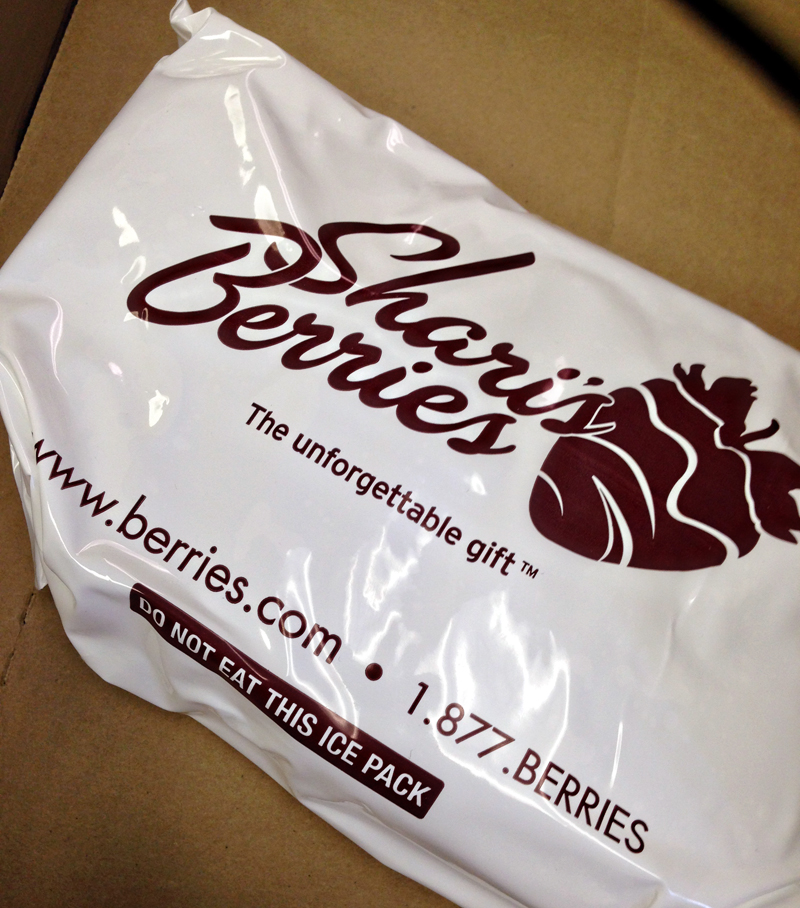 Shari's
Berries
The unforgettable gift™
www.berries.com • 1.877.BERRIES
DO NOT EAT THIS ICE PACK